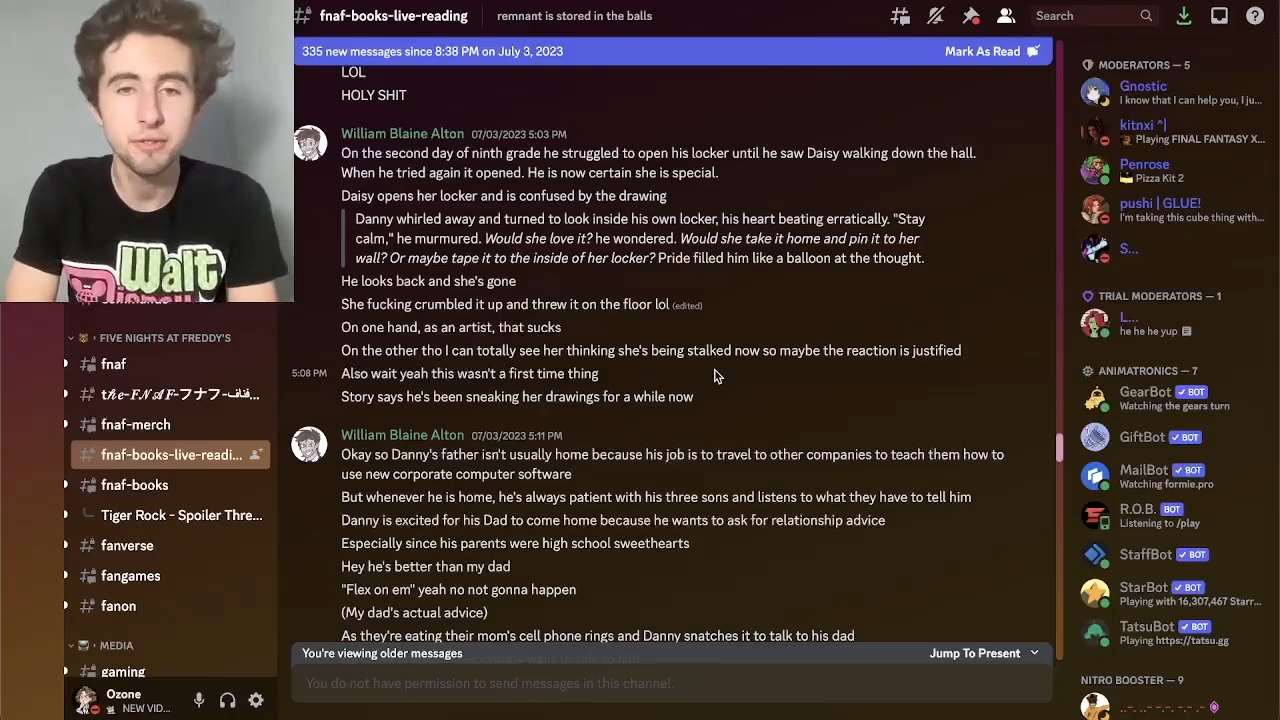 fnaf-books-live-reading
remnant is stored in the balls
Search
335 new messages since 8:38 PM on July 3, 2023
Mark As Read
LOL
HOLY SHIT
William Blaine Alton 07/03/2023 5:03 PM
On the second day of ninth grade he struggled to open his locker until he saw Daisy walking down the hall.
When he tried again it opened. He is now certain she is special.
Daisy opens her locker and is confused by the drawing
Danny whirled away and turned to look inside his own locker, his heart beating erratically. "Stay
calm," he murmured. Would she love it? he wondered. Would she take it home and pin it to her
wall? Or maybe tape it to the inside of her locker? Pride filled him like a balloon at the thought.
He looks back and she's gone
She fucking crumbled it up and threw it on the floor lol (edited)
On one hand, as an artist, that sucks
On the other tho I can totally see her thinking she's being stalked now so maybe the reaction is justified
5:08 PM Also wait yeah this wasn't a first time thing
Story says he's been sneaking her drawings for a while now
William Blaine Alton 07/03/2023 5:11 PM
Okay so Danny's father isn't usually home because his job is to travel to other companies to teach them how to
use new corporate computer software
But whenever he is home, he's always patient with his three sons and listens to what they have to tell him
Danny is excited for his Dad to come home because he wants to ask for relationship advice
Especially since his parents were high school sweethearts
Hey he's better than my dad
"Flex on em" yeah no not gonna happen
(My dad's actual advice)
As they're eating their mom's cell phone rings and Danny snatches it to talk to his dad
You're viewing older messages
Jump To Present
You do not have permission to send messages in this channel.
Walt
FIVE NIGHTS AT FREDDY'S
fnaf
fnaf-merch
fnaf-books-live-readi...
fnaf-books
Tiger Rock - Spoiler Thre...
fanverse
fangames
fanon
MEDIA
gaming
Ozone
NEW VID...
MODERATORS — 5
Gnostic
I know that I can help you, I ju...
kitnxi ^|
Playing FINAL FANTASY X...
Penrose
Pizza Kit 2
pushi | GLUE!
I'm taking this cube thing with...
S...
TRIAL MODERATORS — 1
L...
he he he yup
ANIMATRONICS — 7
GearBot ✓ BOT
Watching the gears turn
GiftBot ✓ BOT
MailBot ✓ BOT
Watching formie.pro
R.O.B. BOT
Listening to /play
StaffBot ✓ BOT
StarBot ✓ BOT
Playing with 16,307,467 Starr...
TatsuBot ✓ BOT
Playing https://tatsu.gg
NITRO BOOSTER — 9